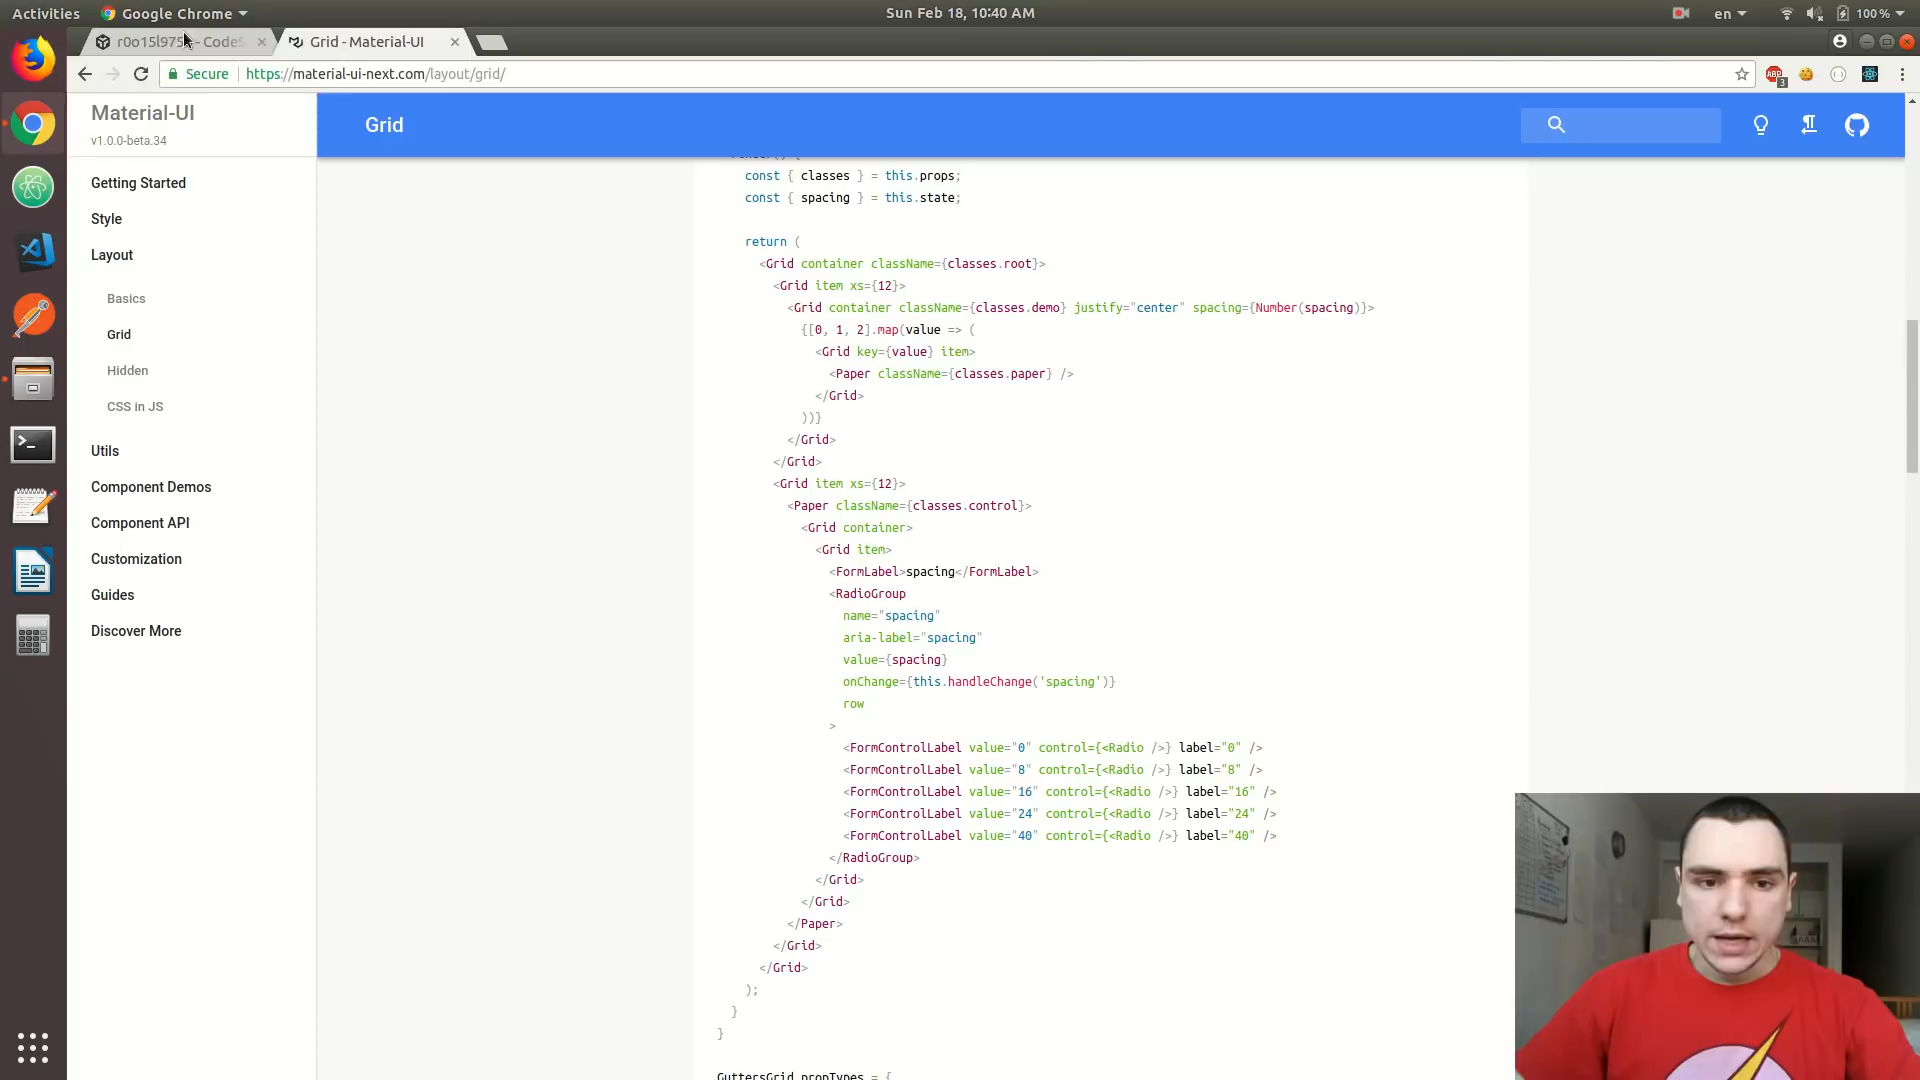 Activities
Google Chrome
Sun Feb 18, 10:40 AM
en
100 %
r0o15l975 - CodeS
Grid - Material-UI
Secure
https://material-ui-next.com/layout/grid/
ABP
3
Material-UI
v1.0.0-beta.34
Grid
Getting Started
Style
Layout
Basics
Grid
Hidden
CSS in JS
Utils
Component Demos
Component API
Customization
Guides
Discover More
const { classes } = this.props;
const { spacing } = this.state;
return (
<Grid container className={classes.root}>
<Grid item xs={12}>
<Grid container className={classes.demo} justify="center" spacing={Number(spacing)}>
{[0, 1, 2].map(value => (
<Grid key={value} item>
<Paper className={classes.paper} />
</Grid>
))}
</Grid>
</Grid>
<Grid item xs={12}>
<Paper className={classes.control}>
<Grid container>
<Grid item>
<FormLabel>spacing</FormLabel>
<RadioGroup
name="spacing"
aria-label="spacing"
value={spacing}
onChange={this.handleChange('spacing')}
row
>
<FormControlLabel value="0" control={<Radio />} label="0" />
<FormControlLabel value="8" control={<Radio />} label="8" />
<FormControlLabel value="16" control={<Radio />} label="16" />
<FormControlLabel value="24" control={<Radio />} label="24" />
<FormControlLabel value="40" control={<Radio />} label="40" />
</RadioGroup>
</Grid>
</Grid>
</Paper>
</Grid>
</Grid>
);
}
}
GuttersGrid.propTypes = {